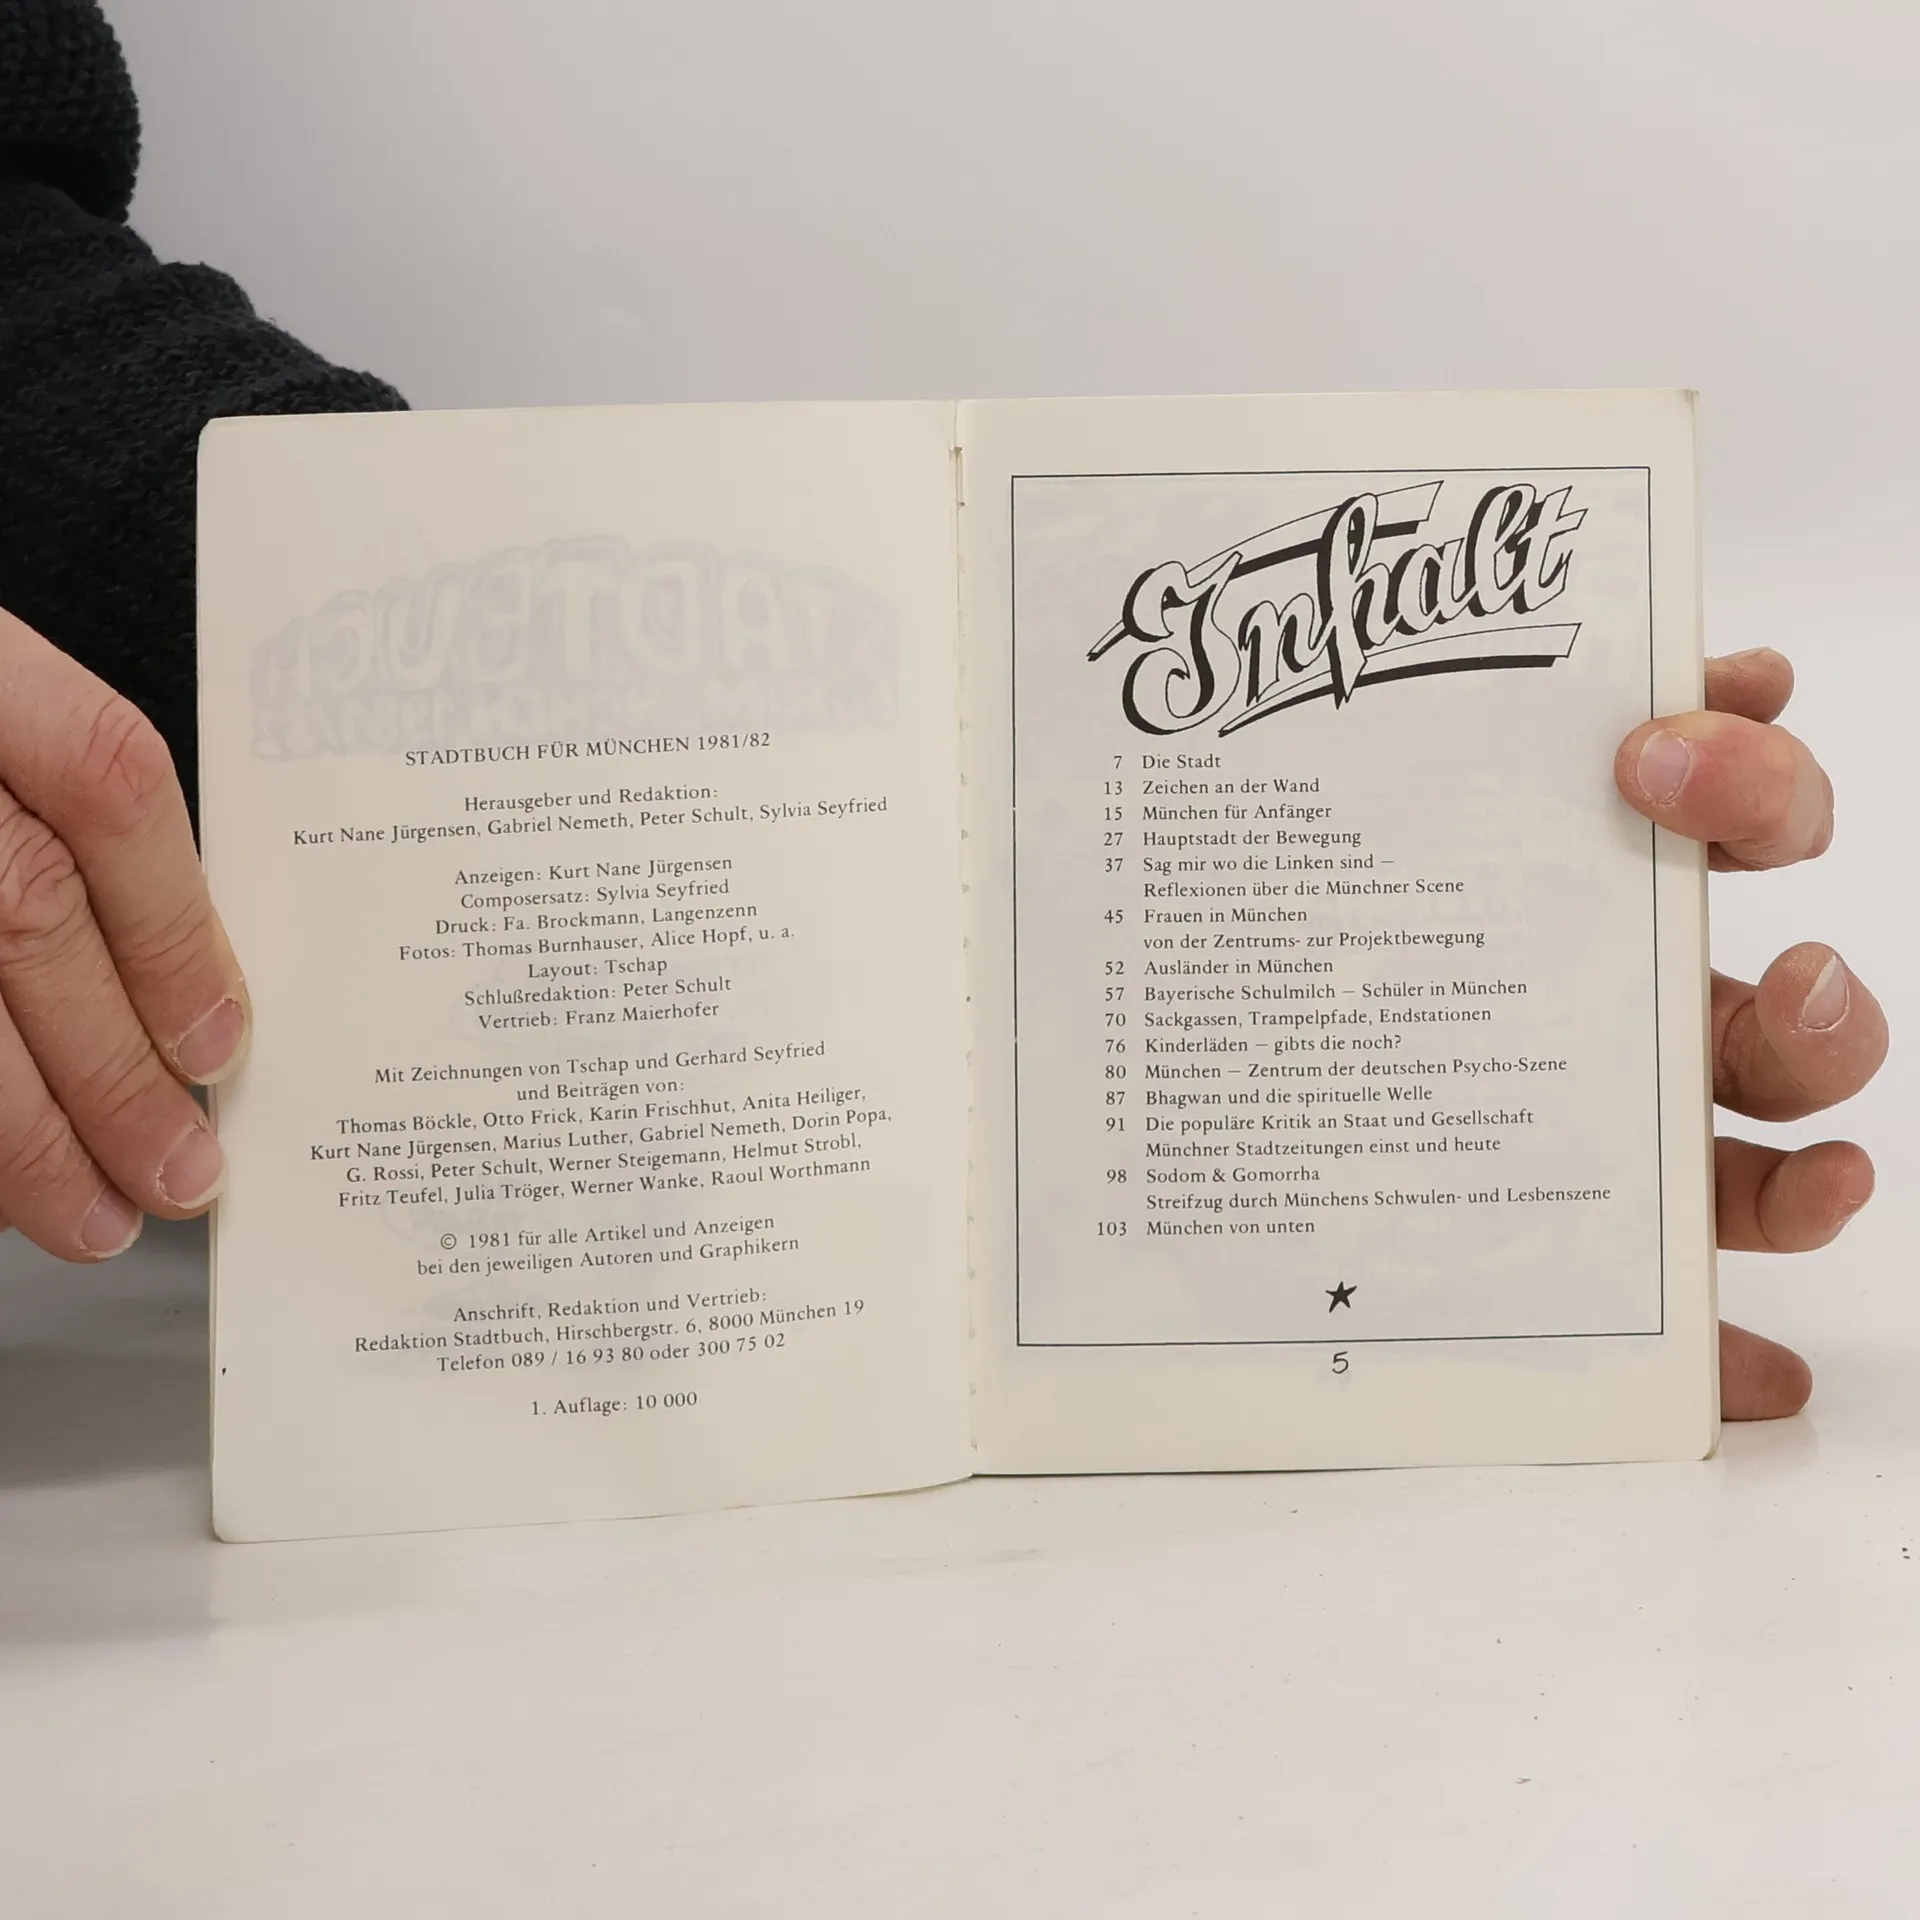 STADTBUCH FÜR MÜNCHEN 1981/82
Herausgeber und Redaktion:
Kurt Nane Jürgensen, Gabriel Nemeth, Peter Schult, Sylvia Seyfried
Anzeigen: Kurt Nane Jürgensen
Composersatz: Sylvia Seyfried
Druck: Fa. Brockmann, Langenzenn
Fotos: Thomas Burnhauser, Alice Hopf, u. a.
Layout: Tschap
Schlußredaktion: Peter Schult
Vertrieb: Franz Maierhofer
Mit Zeichnungen von Tschap und Gerhard Seyfried
und Beiträgen von:
Thomas Böckle, Otto Frick, Karin Frischhut, Anita Heiliger,
Kurt Nane Jürgensen, Marius Luther, Gabriel Nemeth, Dorin Popa,
G. Rossi, Peter Schult, Werner Steigemann, Helmut Strobl,
Fritz Teufel, Julia Tröger, Werner Wanke, Raoul Worthmann
© 1981 für alle Artikel und Anzeigen
bei den jeweiligen Autoren und Graphikern
Anschrift, Redaktion und Vertrieb:
Redaktion Stadtbuch, Hirschbergstr. 6, 8000 München 19
Telefon 089 / 16 93 80 oder 300 75 02
1. Auflage: 10 000
Inhalt
7 Die Stadt
13 Zeichen an der Wand
15 München für Anfänger
27 Hauptstadt der Bewegung
37 Sag mir wo die Linken sind –
Reflexionen über die Münchner Scene
45 Frauen in München
von der Zentrums- zur Projektbewegung
52 Ausländer in München
57 Bayerische Schulmilch – Schüler in München
70 Sackgassen, Trampelpfade, Endstationen
76 Kinderläden – gibts die noch?
80 München – Zentrum der deutschen Psycho-Szene
87 Bhagwan und die spirituelle Welle
91 Die populäre Kritik an Staat und Gesellschaft
Münchner Stadtzeitungen einst und heute
98 Sodom & Gomorrha
Streifzug durch Münchens Schwulen- und Lesbenszene
103 München von unten
5